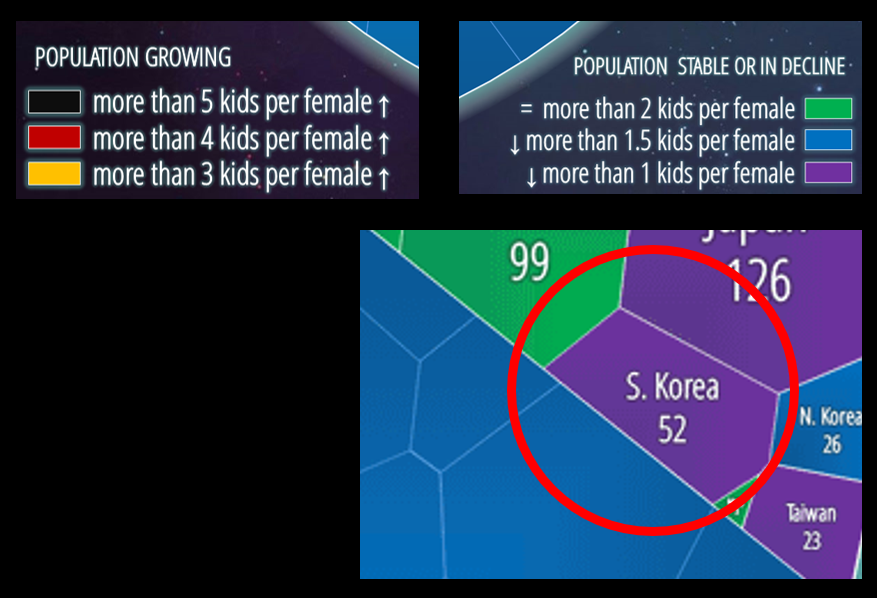 POPULATION GROWING
more than 5 kids per female ↑
more than 4 kids per female ↑
more than 3 kids per female ↑
POPULATION STABLE OR IN DECLINE
= more than 2 kids per female
↓ more than 1.5 kids per female
↓ more than 1 kids per female
99
Japan
126
S. Korea
52
N. Korea
26
Taiwan
23